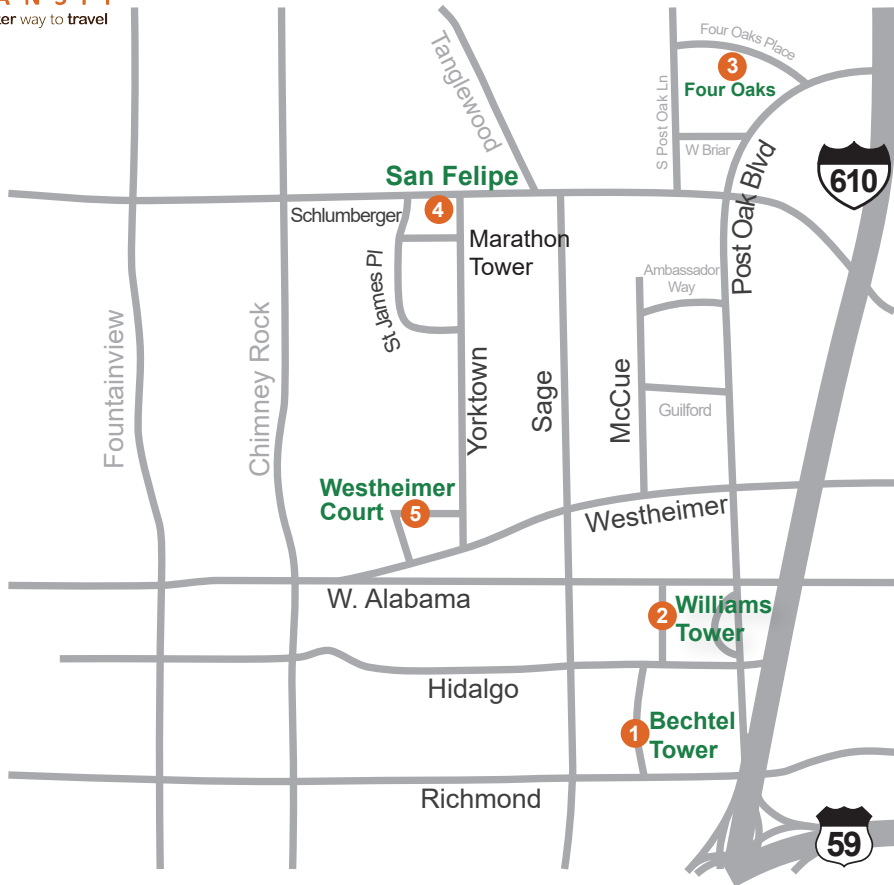 way to travel
Tanglewood
Four Oaks Place
3
Four Oaks
S Post Oak Ln
W Briar
Post Oak Blvd
610
San Felipe
4
Schlumberger
Marathon
Tower
St James Pl
Ambassador
Way
Fountainview
Chimney Rock
Yorktown
Sage
McCue
Guilford
Westheimer
Court
5
Westheimer
W. Alabama
2
Williams
Tower
Hidalgo
1
Bechtel
Tower
Richmond
59